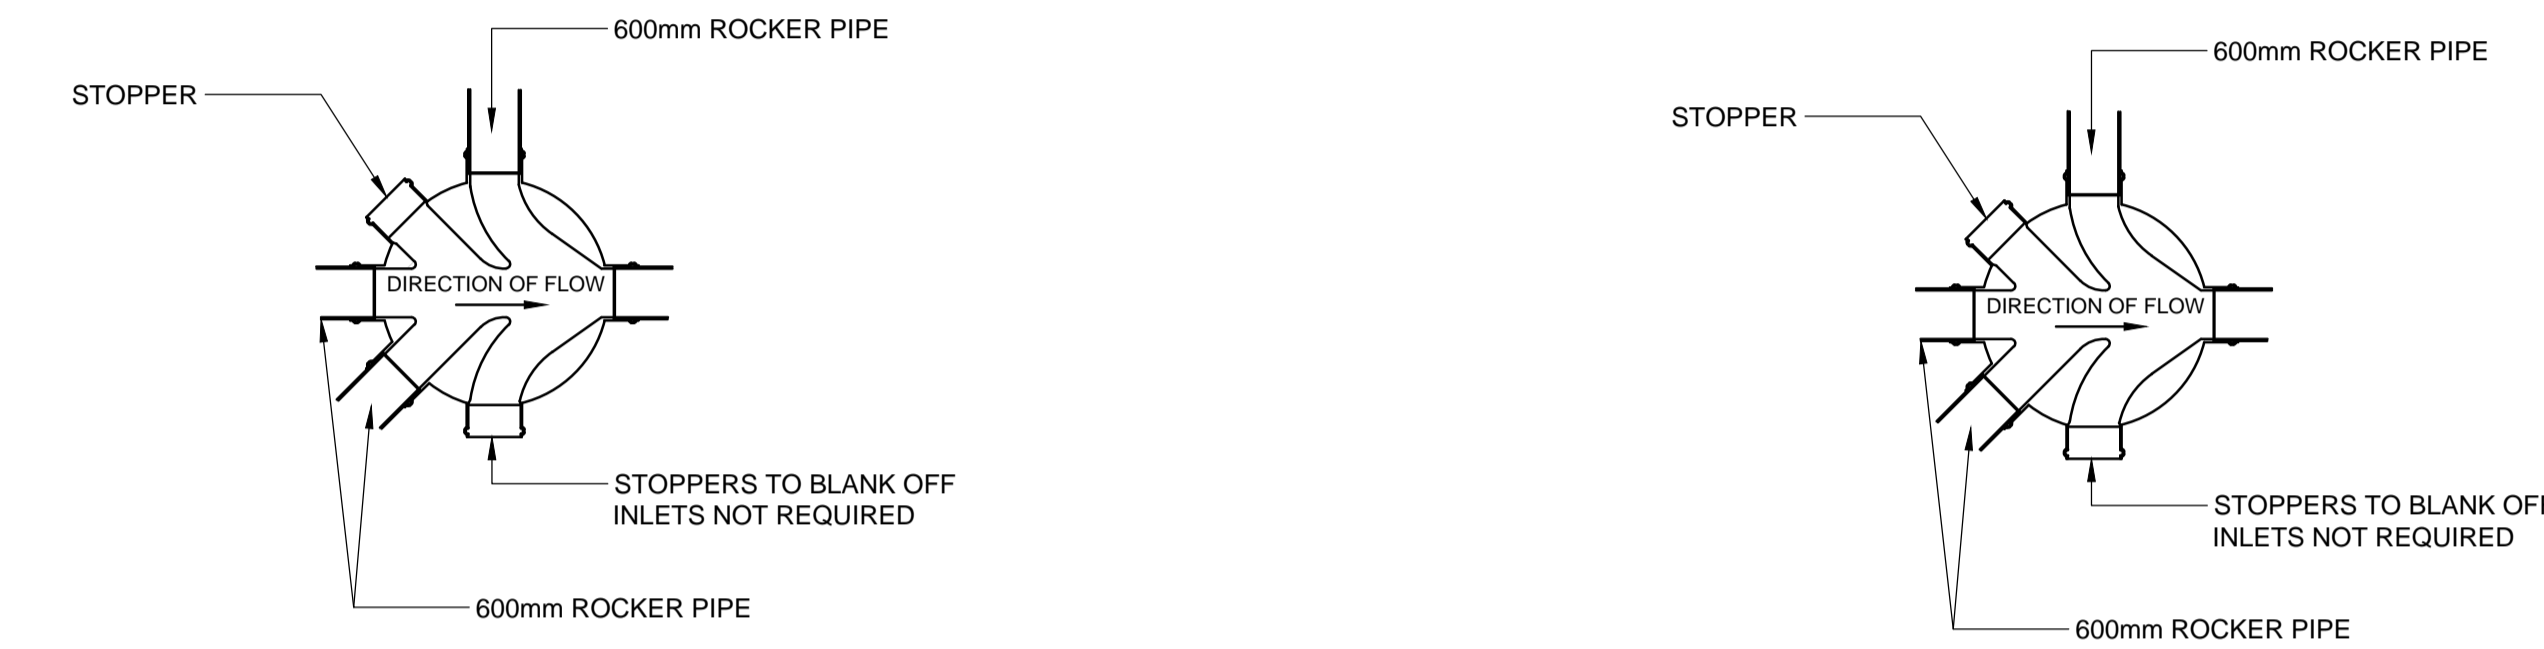 600mm ROCKER PIPE
STOPPER
DIRECTION OF FLOW
STOPPERS TO BLANK OFF
INLETS NOT REQUIRED
600mm ROCKER PIPE
600mm ROCKER PIPE
STOPPER
DIRECTION OF FLOW
STOPPERS TO BLANK OFF
INLETS NOT REQUIRED
600mm ROCKER PIPE